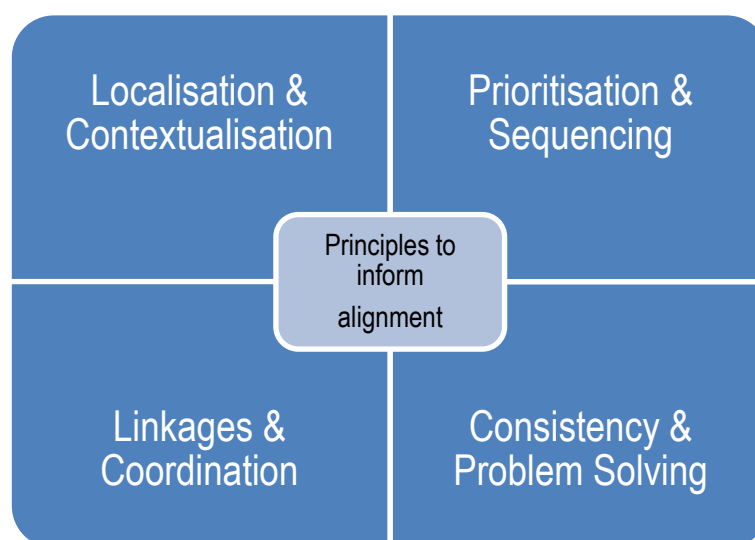 Localisation &
Contextualisation
Prioritisation &
Sequencing
Principles to
inform
alignment
Linkages &
Coordination
Consistency &
Problem Solving